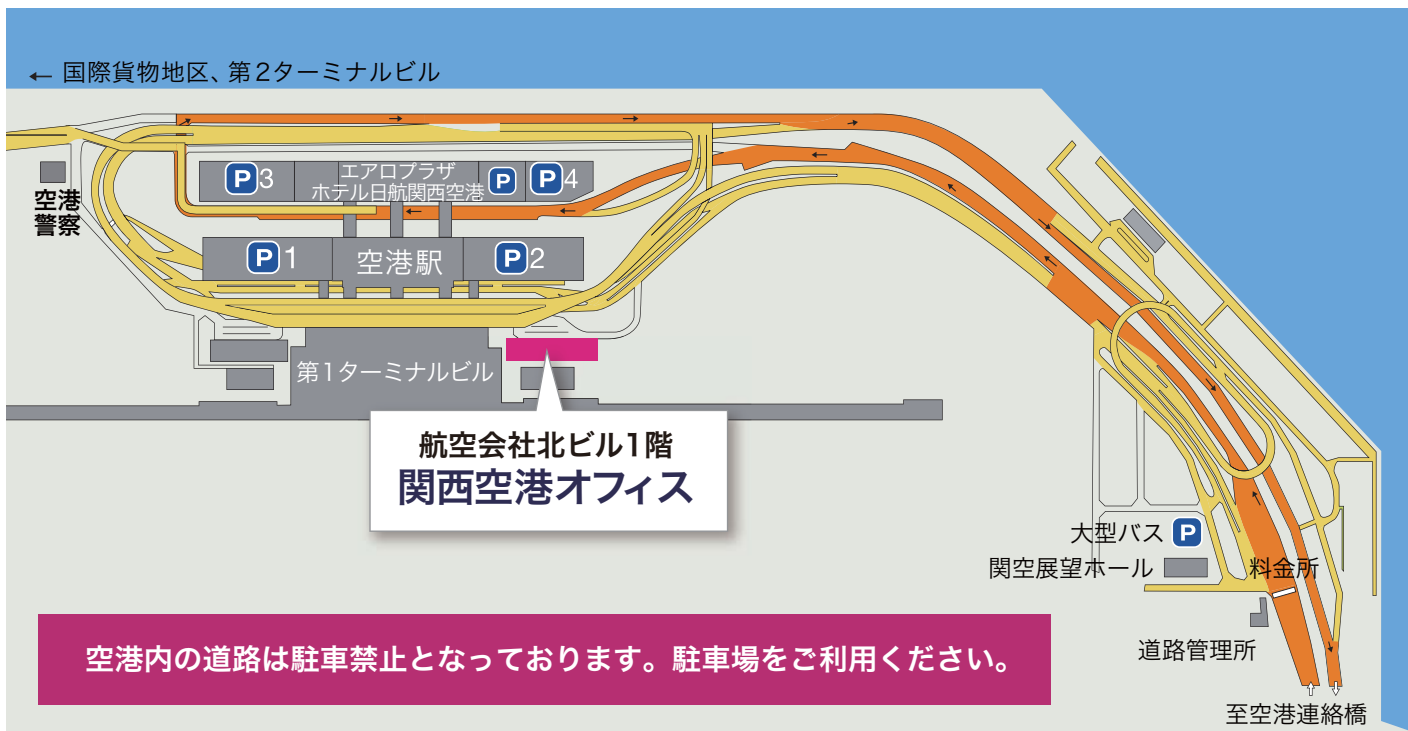 ← 国際貨物地区、第2ターミナルビル
空港
警察
P3
エアロプラザ
ホテル日航関西空港
P
P4
P1
空港駅
P2
第1ターミナルビル
航空会社北ビル1階
関西空港オフィス
大型バス P
関空展望ホール
料金所
道路管理所
至空港連絡橋
空港内の道路は駐車禁止となっております。駐車場をご利用ください。